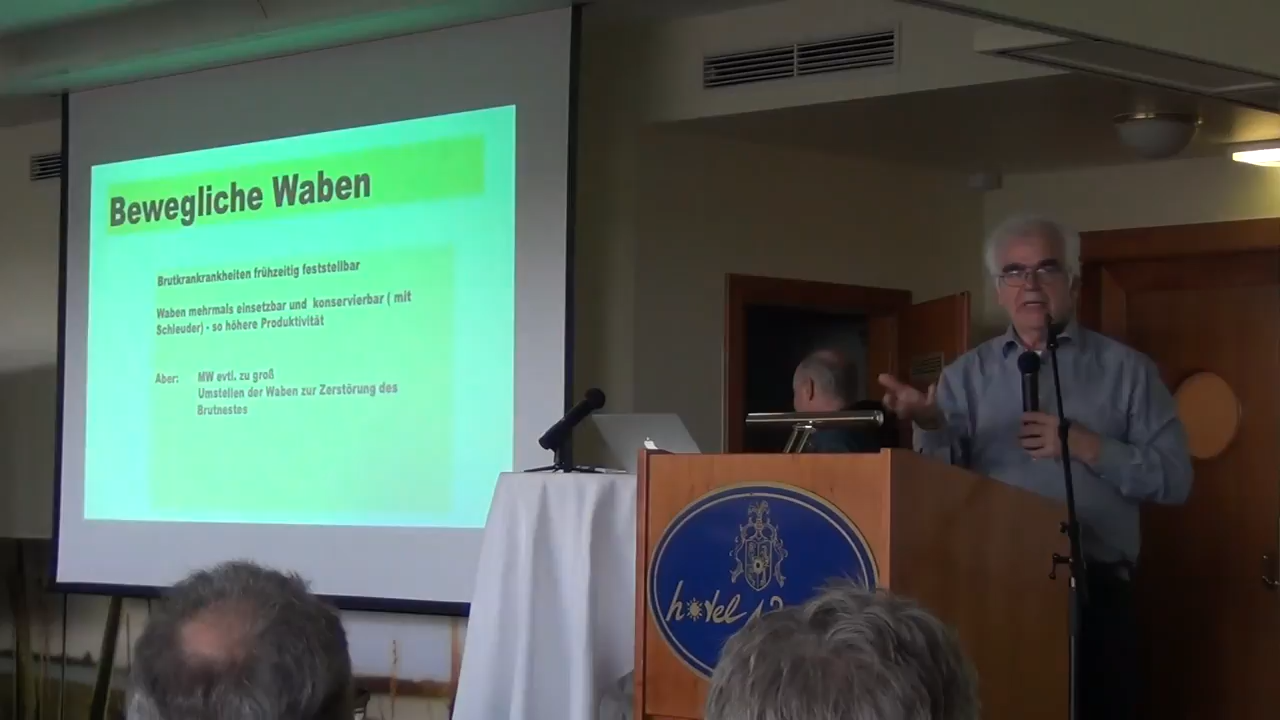 Bewegliche Waben
Brutkrankrankheiten frühzeitig feststellbar
Waben mehrmals einsetzbar und konservierbar ( mit
Schleuder) - so höhere Produktivität
Aber: MW evtl. zu groß
Umstellen der Waben zur Zerstörung des
Brutnestes
hotel